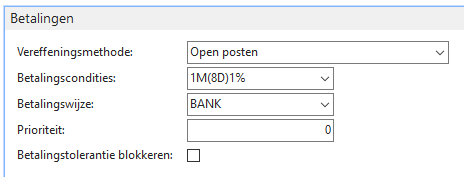 Betalingen
Vereffeningsmethode: Open posten
Betalingscondities: 1M(8D)1%
Betalingswijze: BANK
Prioriteit: 0
Betalingstolerantie blokkeren: